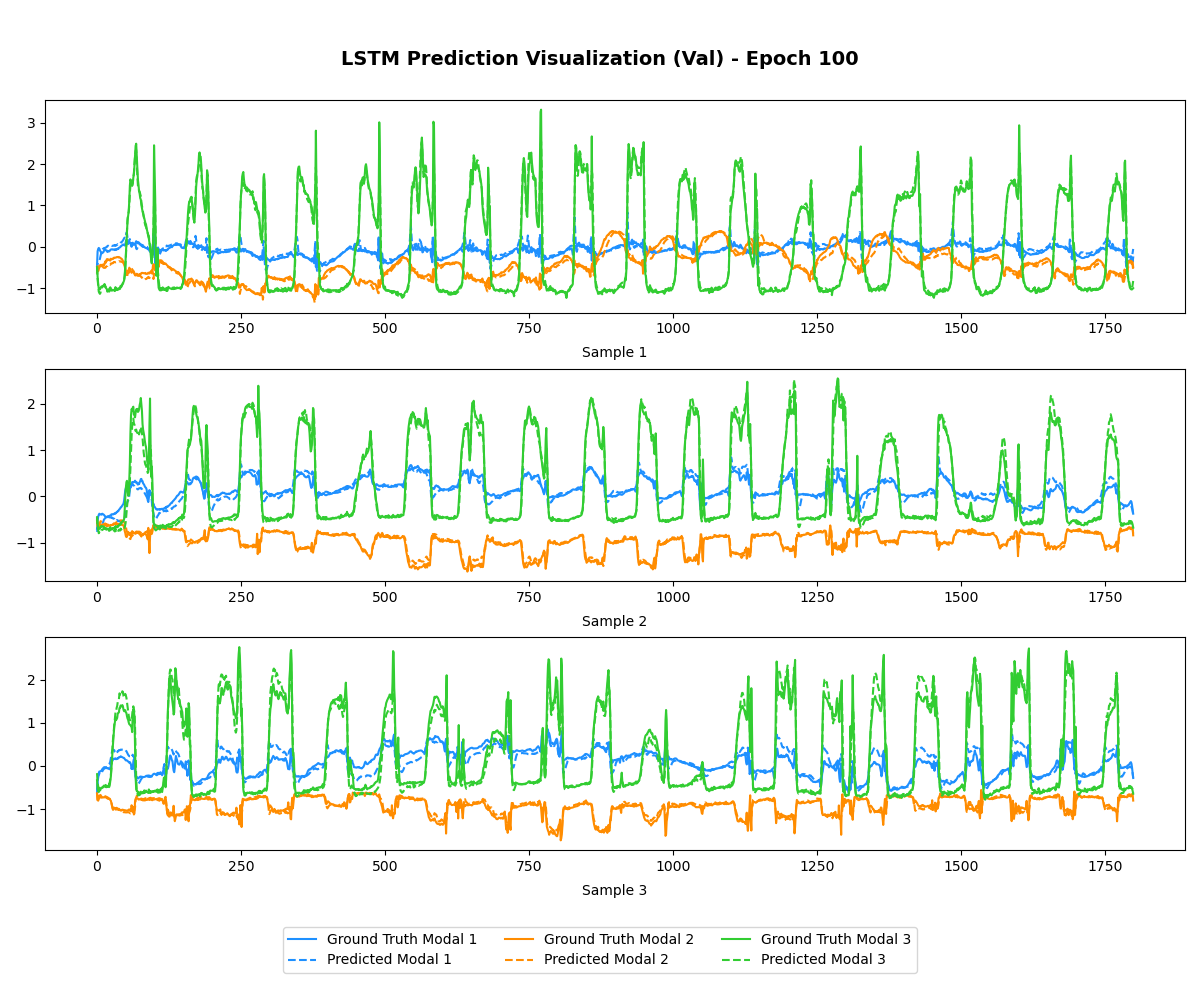 LSTM Prediction Visualization (Val) - Epoch 100
3
2
1
0
−1
0 250 500 750 1000 1250 1500 1750
Sample 1
2
1
0
−1
0 250 500 750 1000 1250 1500 1750
Sample 2
2
1
0
−1
0 250 500 750 1000 1250 1500 1750
Sample 3
Ground Truth Modal 1 Ground Truth Modal 2 Ground Truth Modal 3
Predicted Modal 1 Predicted Modal 2 Predicted Modal 3